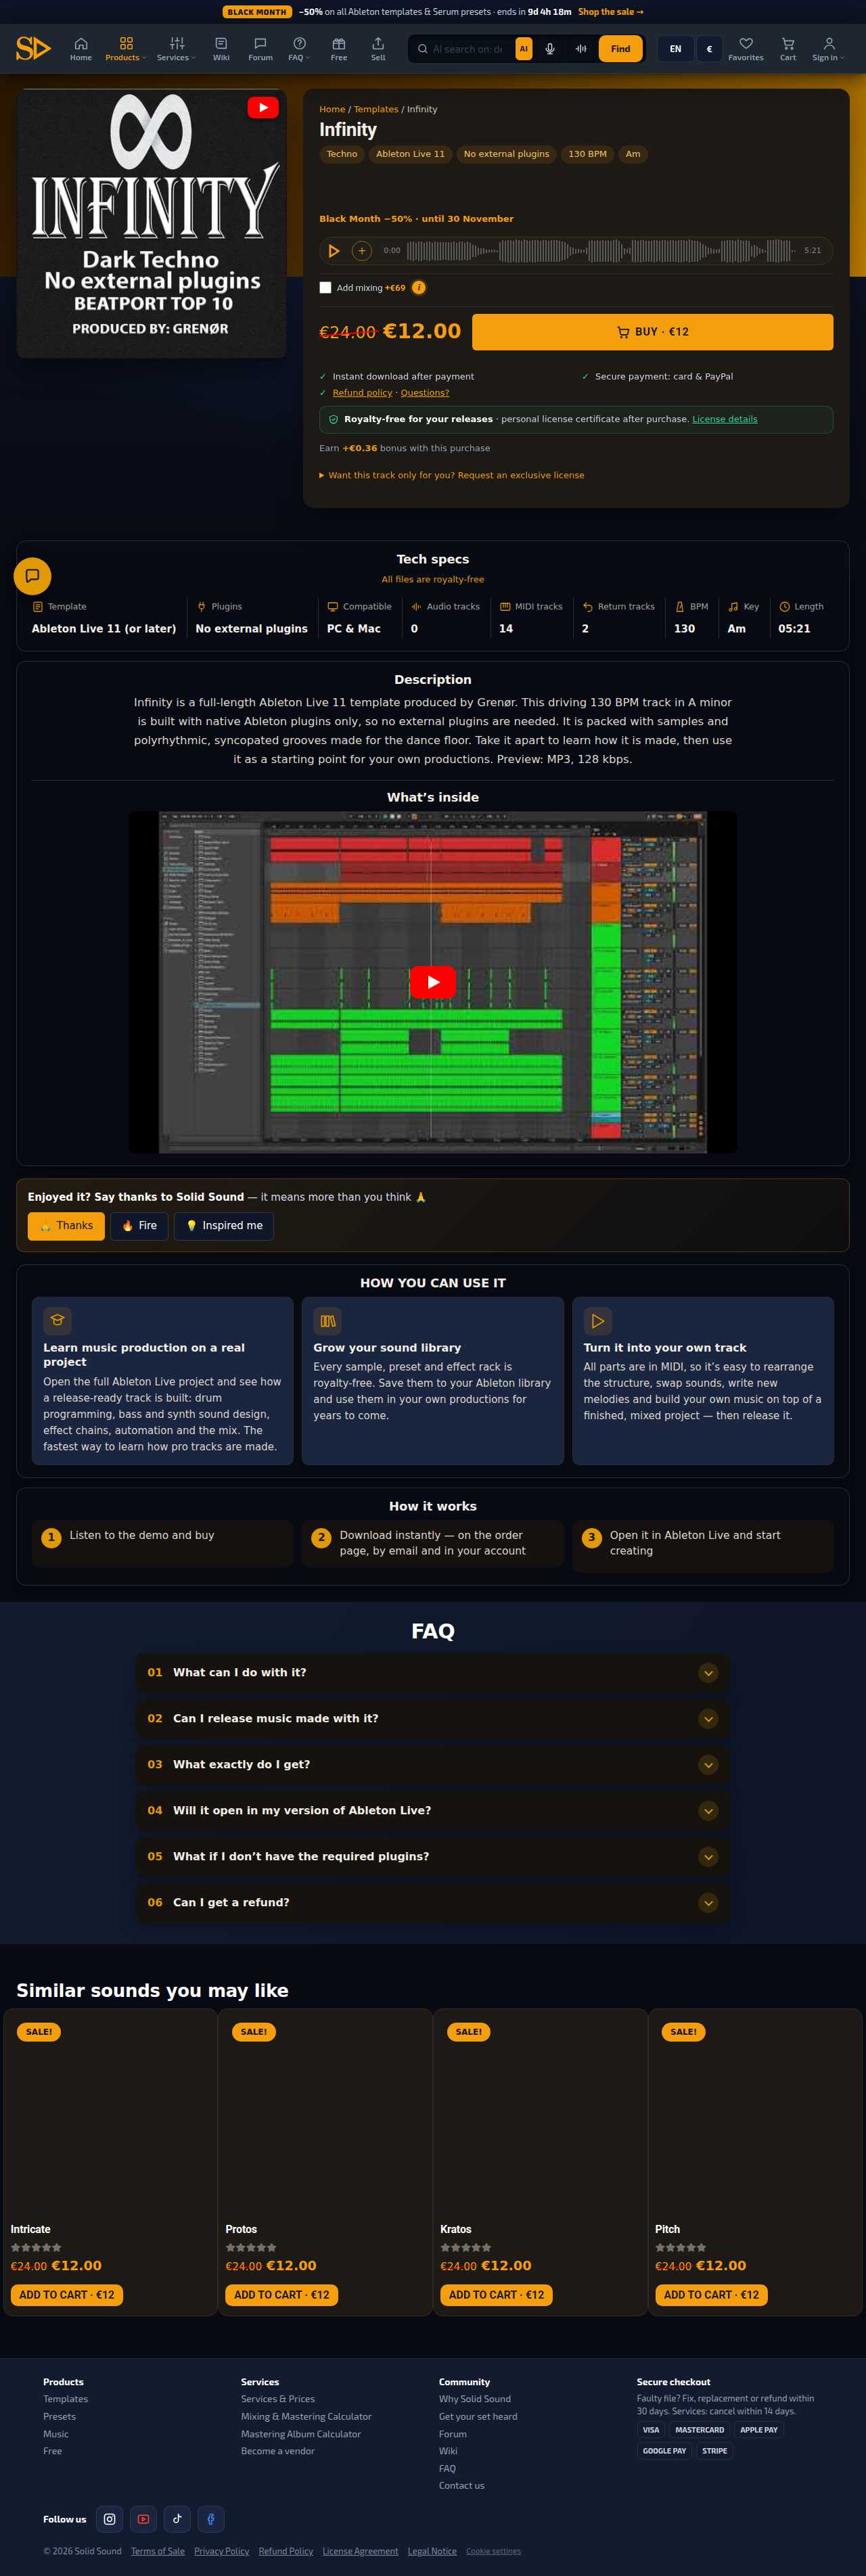 BLACK MONTH −50% on all Ableton templates & Serum presets · ends in 9d 4h 18m Shop the sale →
Home
Products
Services
Wiki
Forum
FAQ
Free
Sell
AI search on: de
AI
Find
EN
€
Favorites
Cart
Sign in
INFINITY
Dark Techno
No external plugins
BEATPORT TOP 10
PRODUCED BY: GRENØR
Home / Templates / Infinity
Infinity
Techno
Ableton Live 11
No external plugins
130 BPM
Am
Black Month −50% · until 30 November
0:00
5:21
Add mixing +€69 i
€24.00 €12.00
BUY · €12
✓ Instant download after payment
✓ Secure payment: card & PayPal
✓ Refund policy · Questions?
Royalty-free for your releases · personal license certificate after purchase. License details
Earn +€0.36 bonus with this purchase
Want this track only for you? Request an exclusive license
Tech specs
All files are royalty-free
Template
Ableton Live 11 (or later)
Plugins
No external plugins
Compatible
PC & Mac
Audio tracks
0
MIDI tracks
14
Return tracks
2
BPM
130
Key
Am
Length
05:21
Description
Infinity is a full-length Ableton Live 11 template produced by Grenør. This driving 130 BPM track in A minor
is built with native Ableton plugins only, so no external plugins are needed. It is packed with samples and
polyrhythmic, syncopated grooves made for the dance floor. Take it apart to learn how it is made, then use
it as a starting point for your own productions. Preview: MP3, 128 kbps.
What’s inside
Enjoyed it? Say thanks to Solid Sound — it means more than you think 🙏
🙏 Thanks
🔥 Fire
💡 Inspired me
HOW YOU CAN USE IT
Learn music production on a real
project
Open the full Ableton Live project and see how
a release-ready track is built: drum
programming, bass and synth sound design,
effect chains, automation and the mix. The
fastest way to learn how pro tracks are made.
Grow your sound library
Every sample, preset and effect rack is
royalty-free. Save them to your Ableton library
and use them in your own productions for
years to come.
Turn it into your own track
All parts are in MIDI, so it’s easy to rearrange
the structure, swap sounds, write new
melodies and build your own music on top of a
finished, mixed project — then release it.
How it works
1 Listen to the demo and buy
2 Download instantly — on the order
page, by email and in your account
3 Open it in Ableton Live and start
creating
FAQ
01 What can I do with it?
02 Can I release music made with it?
03 What exactly do I get?
04 Will it open in my version of Ableton Live?
05 What if I don’t have the required plugins?
06 Can I get a refund?
Similar sounds you may like
SALE!
Intricate
€24.00 €12.00
ADD TO CART · €12
SALE!
Protos
€24.00 €12.00
ADD TO CART · €12
SALE!
Kratos
€24.00 €12.00
ADD TO CART · €12
SALE!
Pitch
€24.00 €12.00
ADD TO CART · €12
Products
Templates
Presets
Music
Free
Services
Services & Prices
Mixing & Mastering Calculator
Mastering Album Calculator
Become a vendor
Community
Why Solid Sound
Get your set heard
Forum
Wiki
FAQ
Contact us
Secure checkout
Faulty file? Fix, replacement or refund within
30 days. Services: cancel within 14 days.
VISA
MASTERCARD
APPLE PAY
GOOGLE PAY
STRIPE
Follow us
© 2026 Solid Sound Terms of Sale Privacy Policy Refund Policy License Agreement Legal Notice Cookie settings